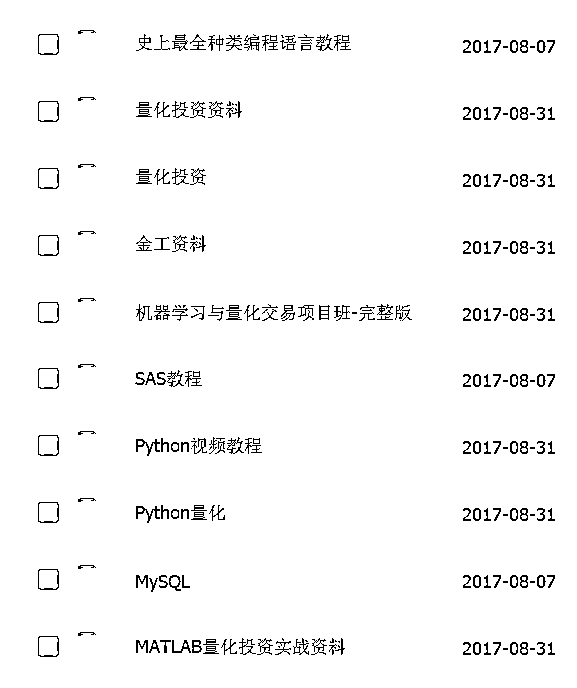 史上最全种类编程语言教程 2017-08-07
量化投资资料 2017-08-31
量化投资 2017-08-31
金工资料 2017-08-31
机器学习与量化交易项目班-完整版 2017-08-31
SAS教程 2017-08-07
Python视频教程 2017-08-31
Python量化 2017-08-31
MySQL 2017-08-07
MATLAB量化投资实战资料 2017-08-31